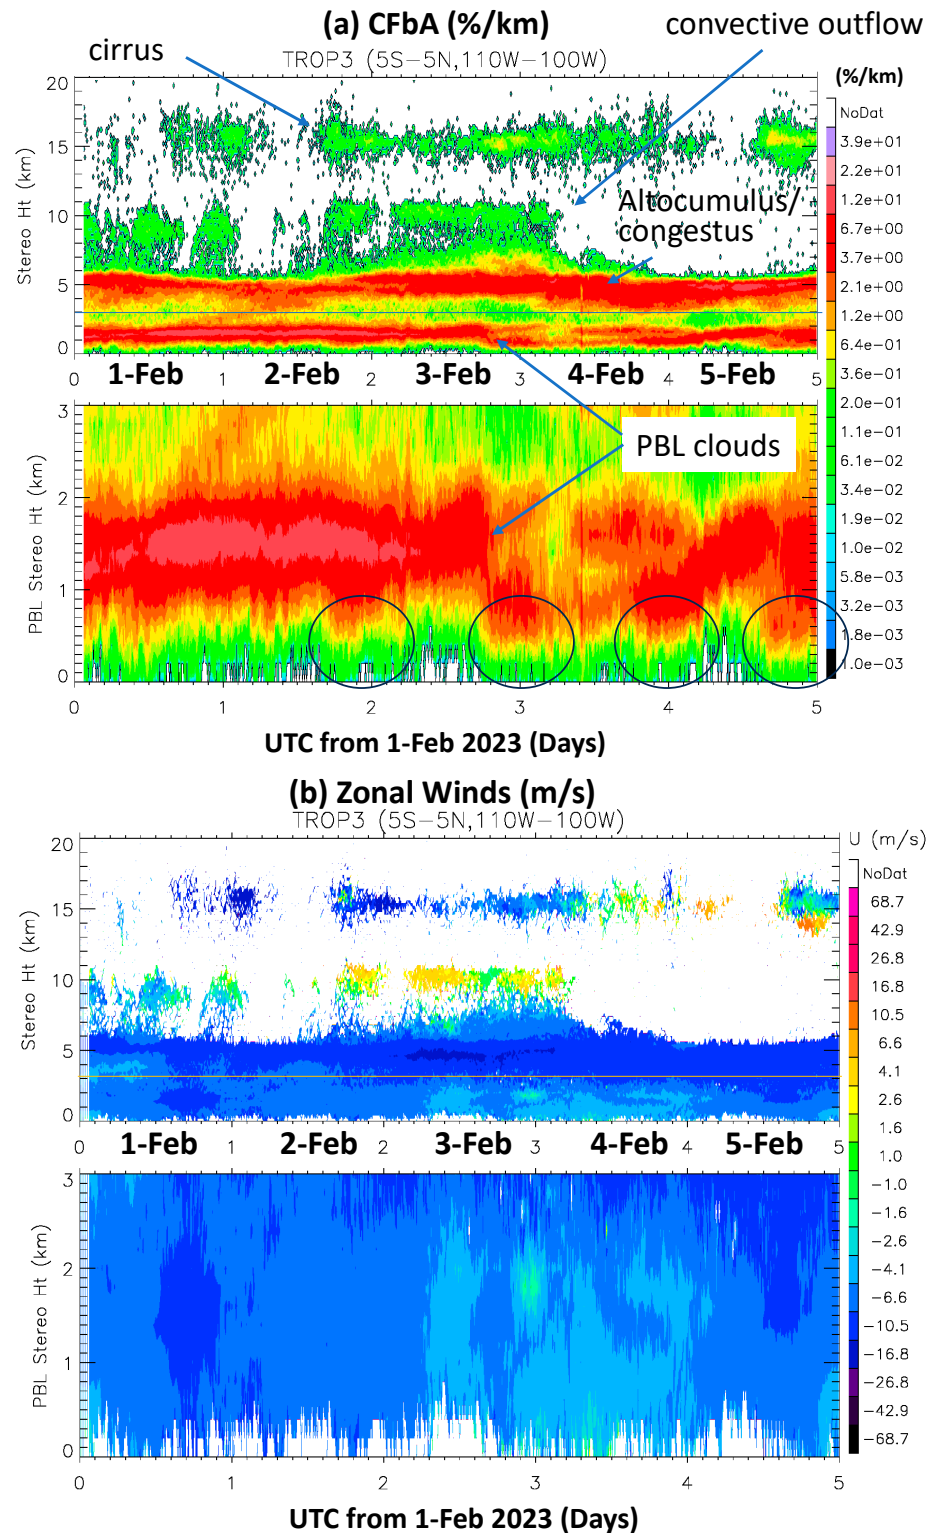 (a) CFbA (%/km)
convective outflow
cirrus
TROP3 (5S-5N,110W-100W)
(%/km)
20
15
10
5
0
Stereo Ht (km)
Altocumulus/
congestus
NoDat
3.9e+01
2.2e+01
1.2e+01
6.7e+00
3.7e+00
2.1e+00
1.2e+00
6.4e-01
3.6e-01
2.0e-01
1.1e-01
6.1e-02
3.4e-02
1.9e-02
1.0e-02
5.8e-03
3.2e-03
1.8e-03
1.0e-03
0 1-Feb 1 2-Feb 2 3-Feb 3 4-Feb 4 5-Feb 5
3
2
1
0
PBL Stereo Ht (km)
PBL clouds
0 1 2 3 4 5
UTC from 1-Feb 2023 (Days)
(b) Zonal Winds (m/s)
TROP3 (5S-5N,110W-100W)
U (m/s)
20
15
10
5
0
Stereo Ht (km)
NoDat
68.7
42.9
26.8
16.8
10.5
6.6
4.1
2.6
1.6
1.0
-1.0
-1.6
-2.6
-4.1
-6.6
-10.5
-16.8
-26.8
-42.9
-68.7
0 1-Feb 1 2-Feb 2 3-Feb 3 4-Feb 4 5-Feb 5
3
2
1
0
PBL Stereo Ht (km)
0 1 2 3 4 5
UTC from 1-Feb 2023 (Days)